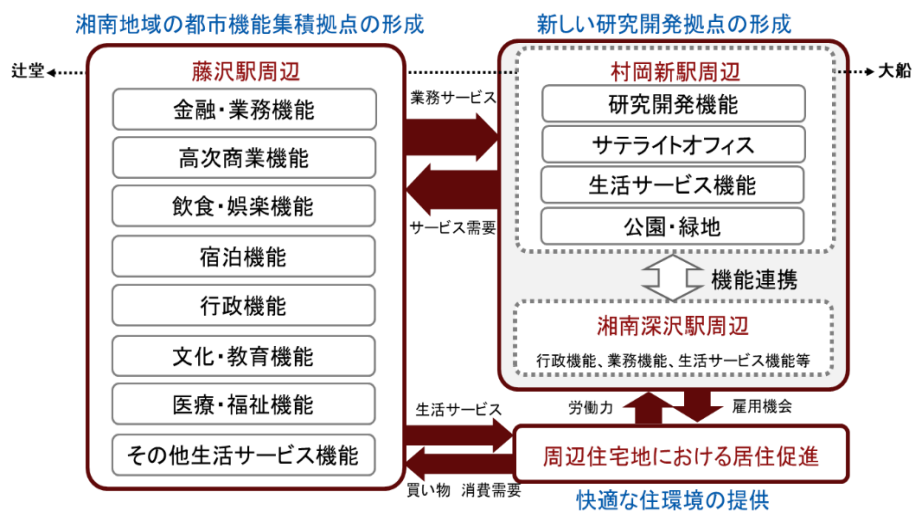 湘南地域の都市機能集積拠点の形成
新しい研究開発拠点の形成
辻堂
大船
藤沢駅周辺
金融・業務機能
高次商業機能
飲食・娯楽機能
宿泊機能
行政機能
文化・教育機能
医療・福祉機能
その他生活サービス機能
業務サービス
サービス需要
村岡新駅周辺
研究開発機能
サテライトオフィス
生活サービス機能
公園・緑地
機能連携
湘南深沢駅周辺
行政機能、業務機能、生活サービス機能等
労働力
雇用機会
生活サービス
買い物 消費需要
周辺住宅地における居住促進
快適な住環境の提供